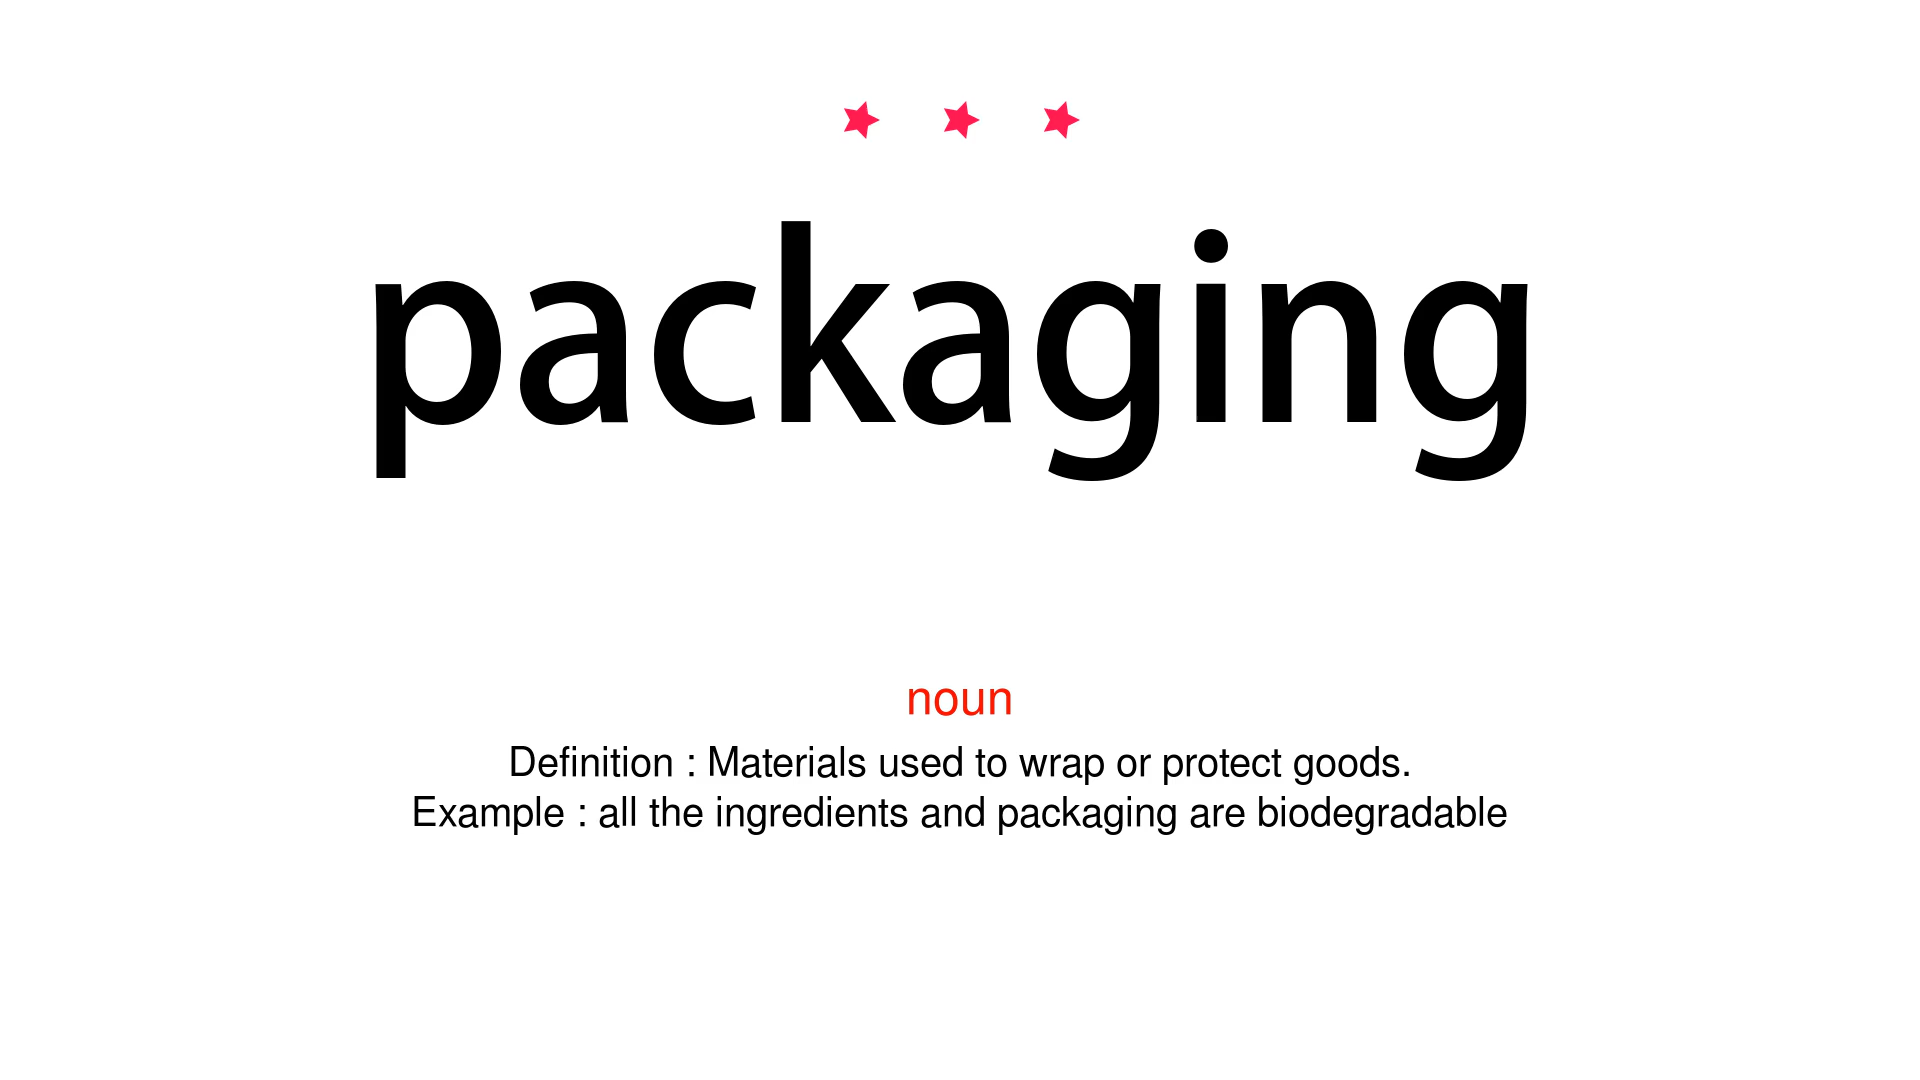 packaging
noun
Definition : Materials used to wrap or protect goods.
Example : all the ingredients and packaging are biodegradable